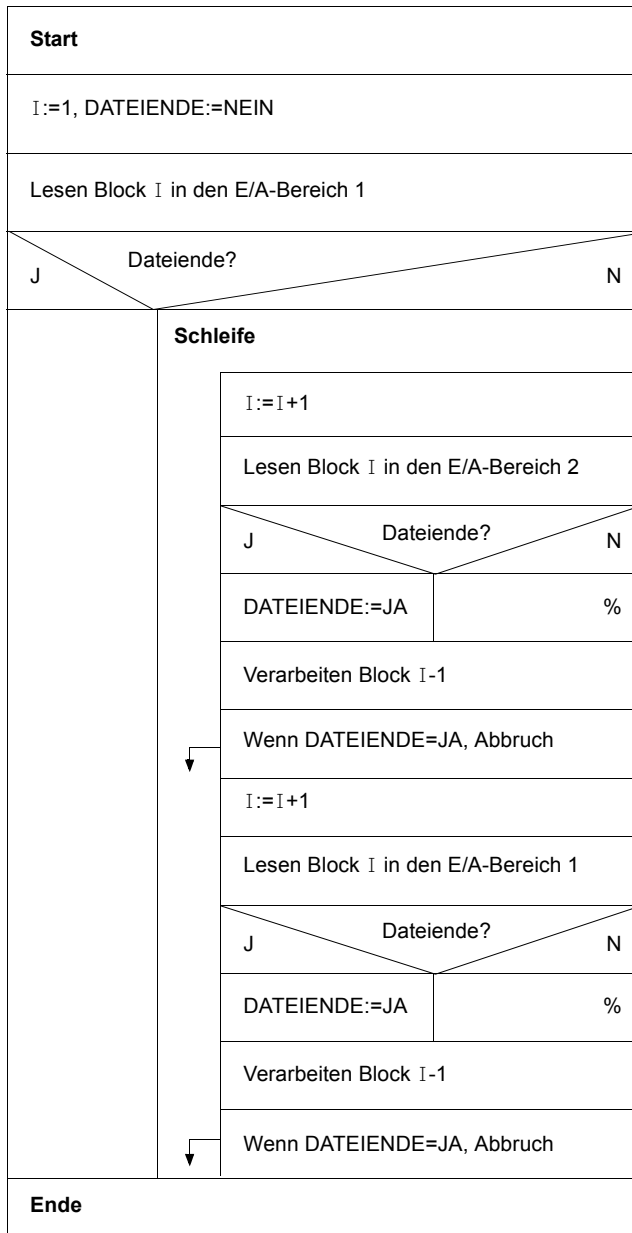 Start
I:=1, DATEIENDE:=NEIN
Lesen Block I in den E/A-Bereich 1
Dateiende?
J N
Schleife
I:=I+1
Lesen Block I in den E/A-Bereich 2
Dateiende?
J N
DATEIENDE:=JA %
Verarbeiten Block I-1
Wenn DATEIENDE=JA, Abbruch
I:=I+1
Lesen Block I in den E/A-Bereich 1
Dateiende?
J N
DATEIENDE:=JA %
Verarbeiten Block I-1
Wenn DATEIENDE=JA, Abbruch
Ende